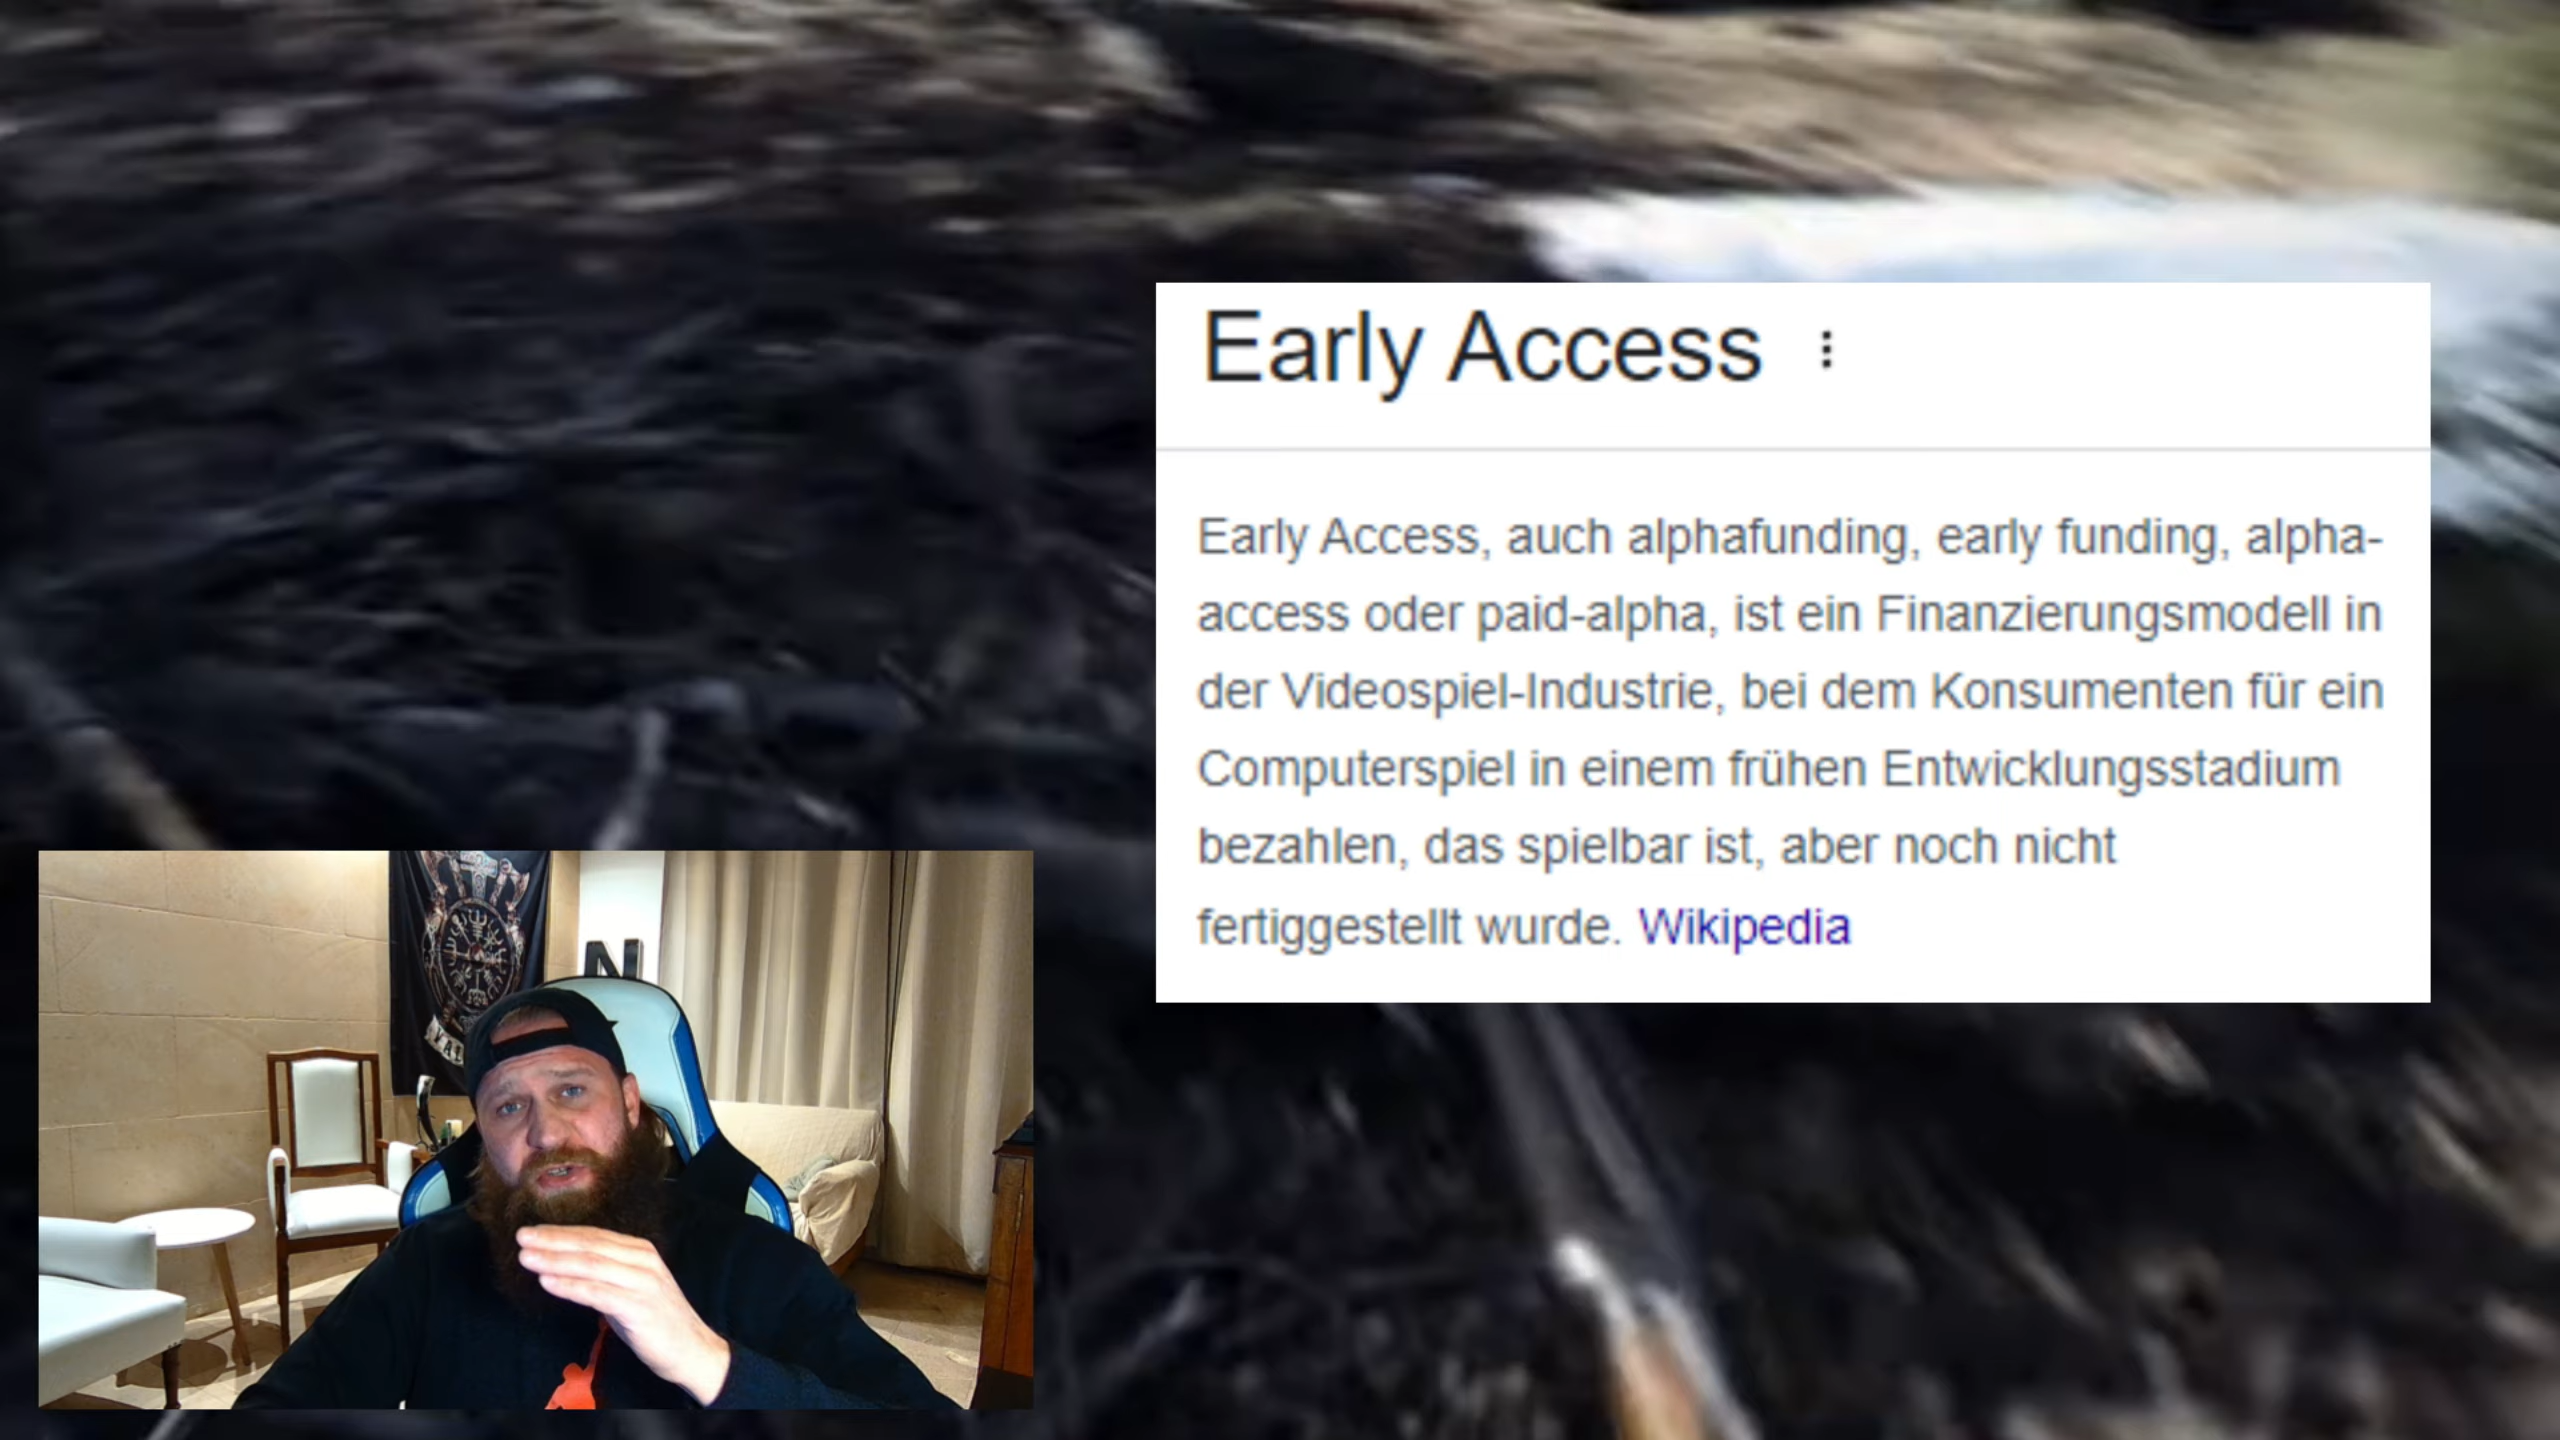 Early Access
Early Access, auch alphafunding, early funding, alpha-
access oder paid-alpha, ist ein Finanzierungsmodell in
der Videospiel-Industrie, bei dem Konsumenten für ein
Computerspiel in einem frühen Entwicklungsstadium
bezahlen, das spielbar ist, aber noch nicht
fertiggestellt wurde. Wikipedia
N